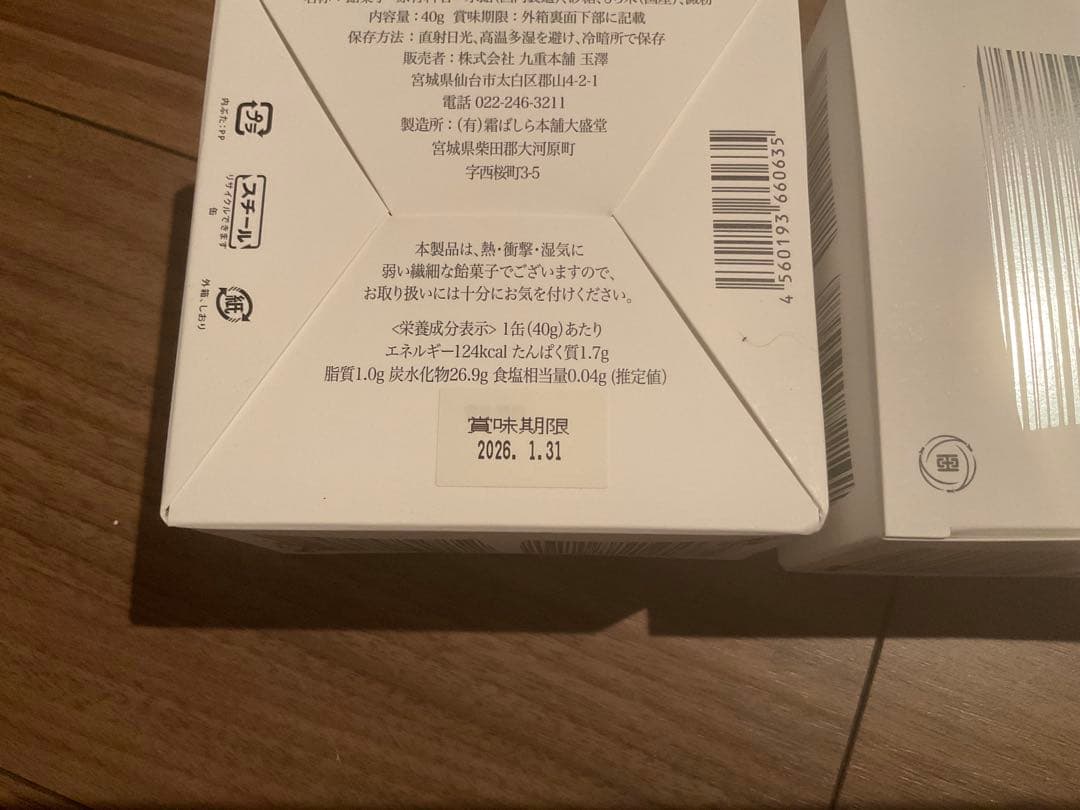 内容量：40g 賞味期限：外箱裏面下部に記載
保存方法：直射日光、高温多湿を避け、冷暗所で保存
販売者：株式会社 九重本舗 玉澤
宮城県仙台市太白区郡山4-2-1
電話 022-246-3211
製造所：(有)霜ばしら本舗大盛堂
宮城県柴田郡大河原町
字西桜町3-5
本製品は、熱・衝撃・湿気に
弱い繊細な飴菓子でございますので、
お取り扱いには十分にお気を付けください。
<栄養成分表示> 1缶(40g)あたり
エネルギー124kcal たんぱく質1.7g
脂質1.0g 炭水化物26.9g 食塩相当量0.04g (推定値)
賞味期限
2026. 1.31
プラ
内ぶた：PP
スチール
リサイクルできます
缶
紙
外箱、しおり
4 560193 660635